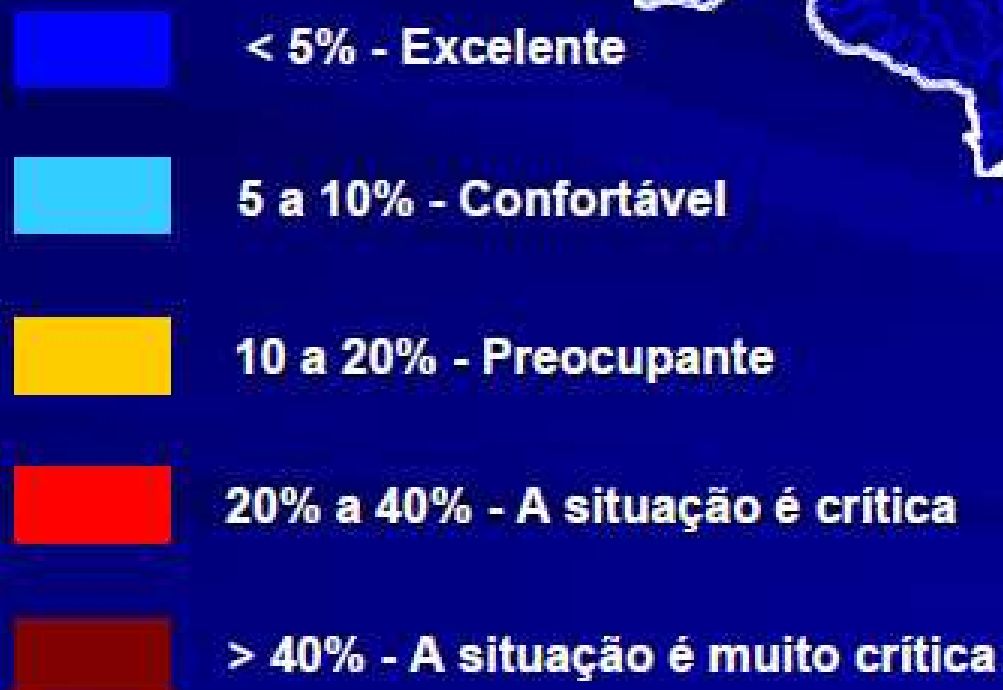 < 5% - Excelente
5 a 10% - Confortável
10 a 20% - Preocupante
20% a 40% - A situação é crítica
> 40% - A situação é muito crítica